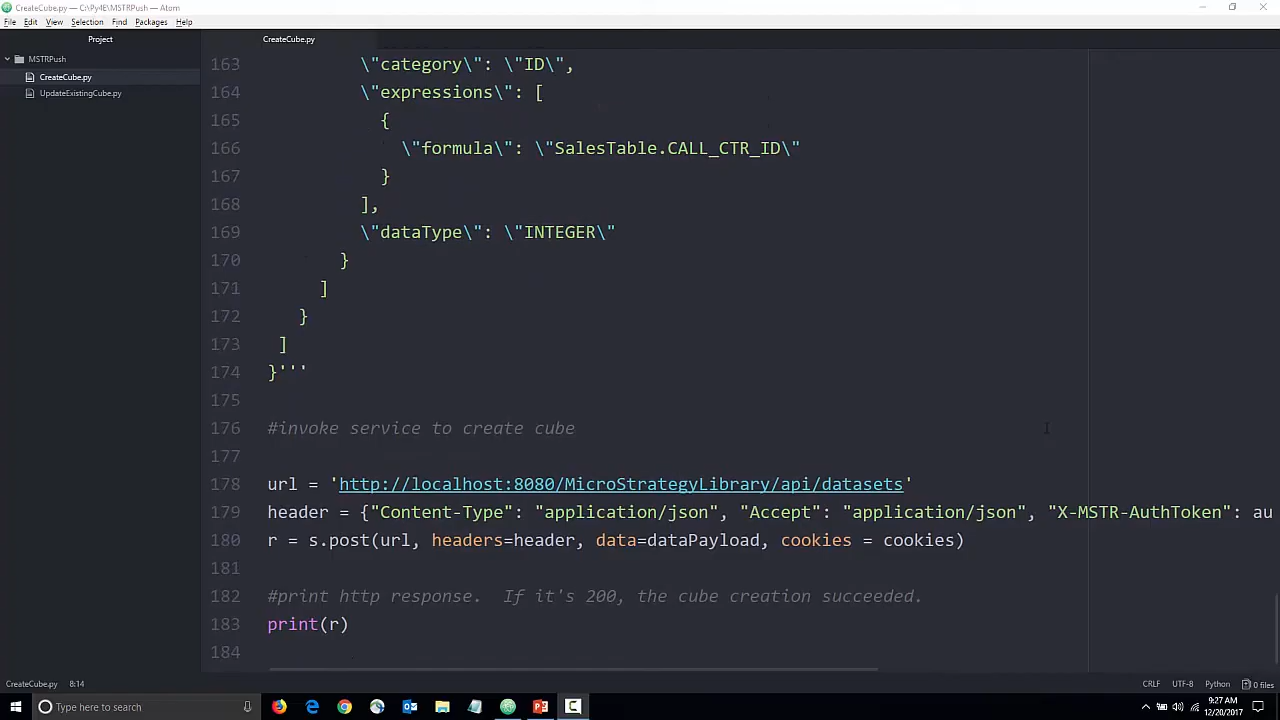 CreateCube.py — C:\Py4E\MSTRPush — Atom
File Edit View Selection Find Packages Help
Project
CreateCube.py
MSTRPush
CreateCube.py
UpdateExistingCube.py
163 \"category\": \"ID\",
164 \"expressions\": [
165 {
166 \"formula\": \"SalesTable.CALL_CTR_ID\"
167 }
168 ],
169 \"dataType\": \"INTEGER\"
170 }
171 ]
172 }
173 ]
174 }'''
175
176 #invoke service to create cube
177
178 url = 'http://localhost:8080/MicroStrategyLibrary/api/datasets'
179 header = {"Content-Type": "application/json", "Accept": "application/json", "X-MSTR-AuthToken": au
180 r = s.post(url, headers=header, data=dataPayload, cookies = cookies)
181
182 #print http response.  If it's 200, the cube creation succeeded.
183 print(r)
184
CreateCube.py 8:14
CRLF UTF-8 Python 0 files
Type here to search
9:27 AM
12/20/2017